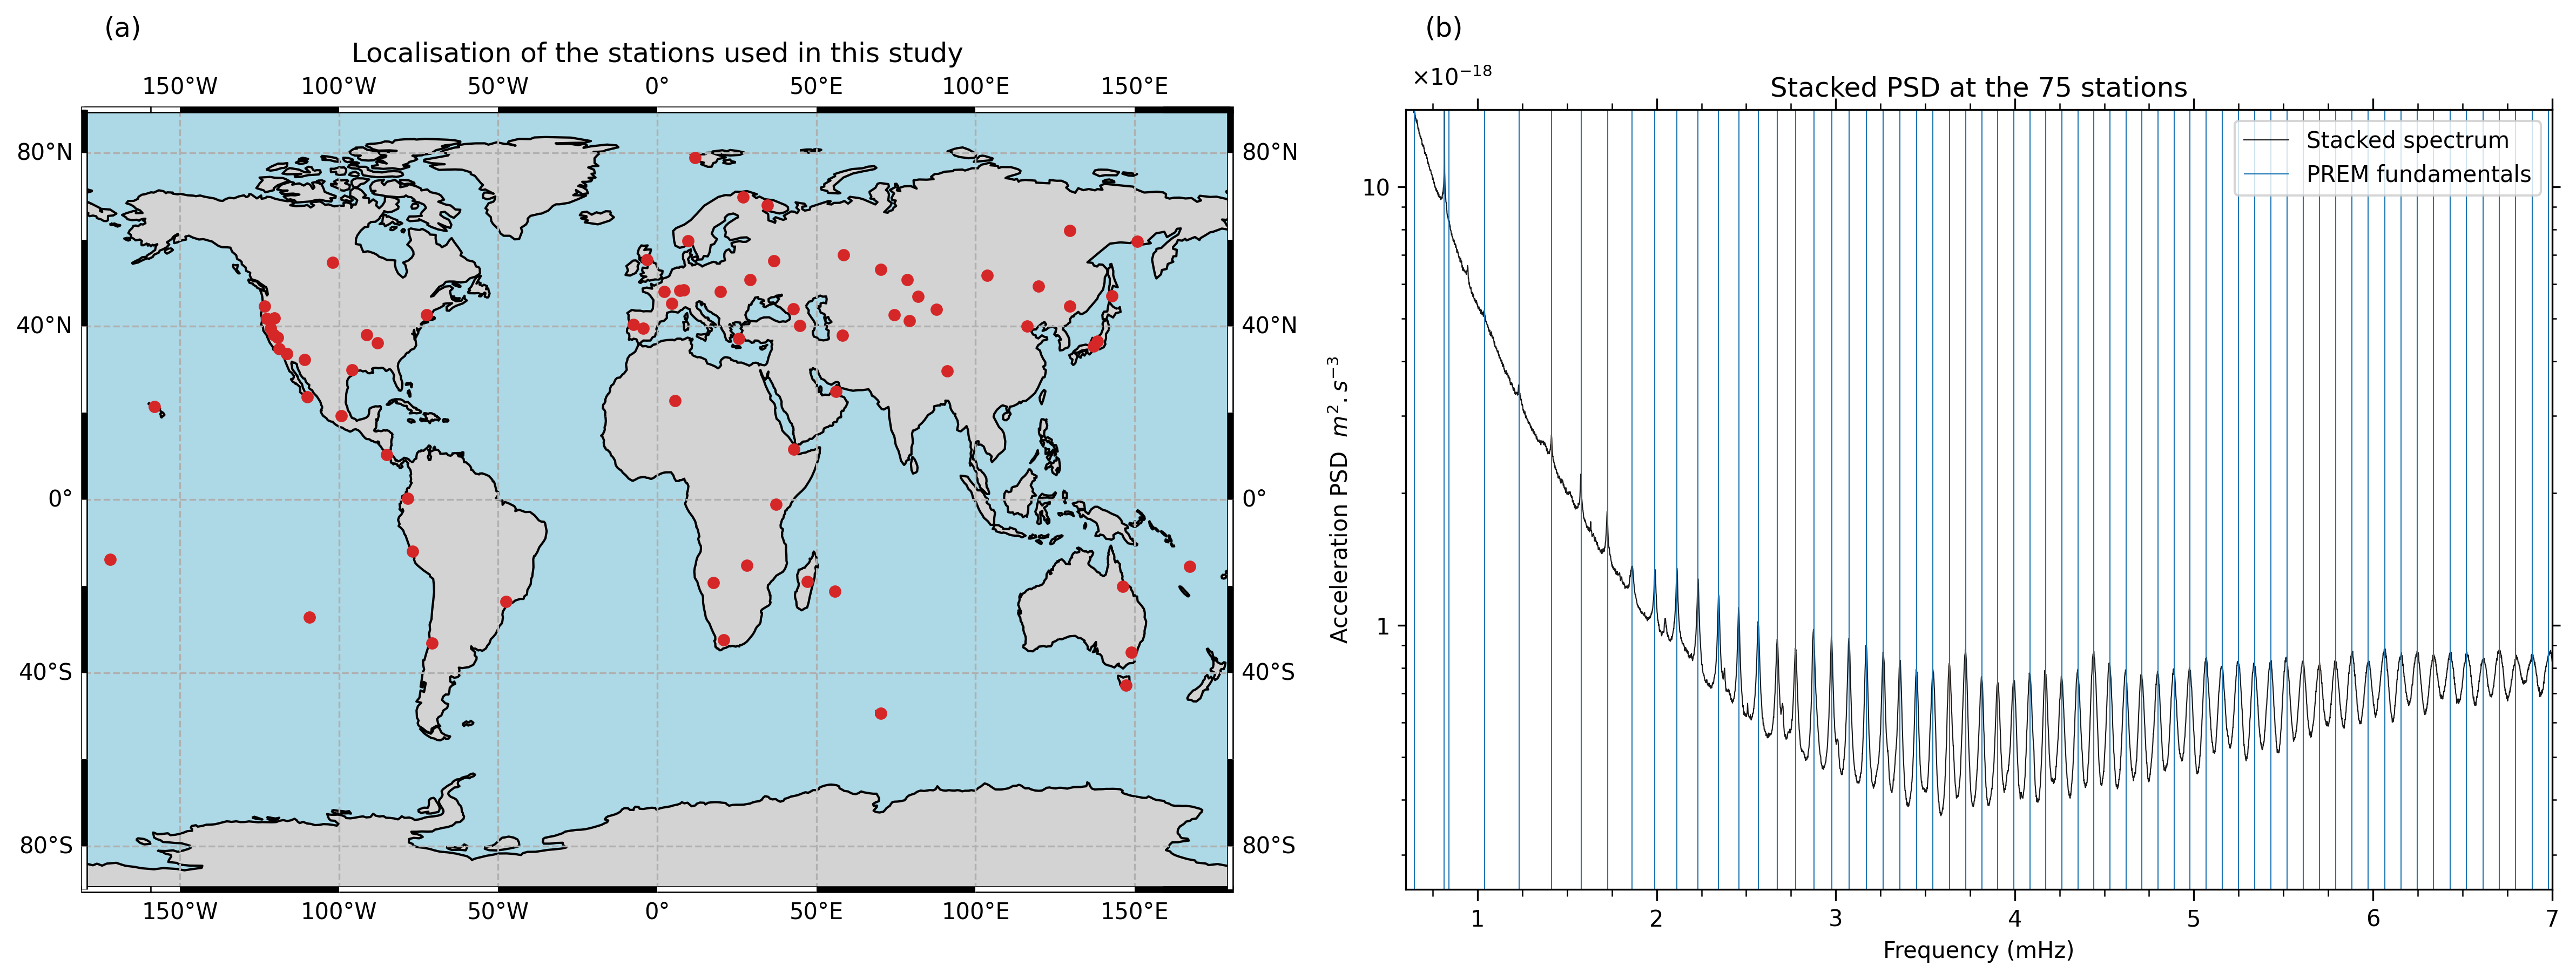 (a)
Localisation of the stations used in this study
150°W 100°W 50°W 0° 50°E 100°E 150°E
80°N 80°N
40°N 40°N
0° 0°
40°S 40°S
80°S 80°S
150°W 100°W 50°W 0° 50°E 100°E 150°E
(b)
×10⁻¹⁸
Stacked PSD at the 75 stations
Stacked spectrum
PREM fundamentals
10
1
Acceleration PSD m².s⁻³
1 2 3 4 5 6 7
Frequency (mHz)